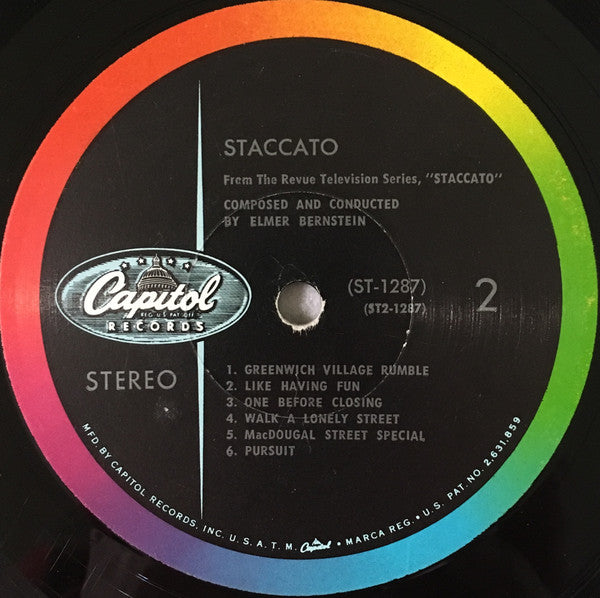 STACCATO
From The Revue Television Series, "STACCATO"
COMPOSED AND CONDUCTED
BY ELMER BERNSTEIN
Capitol
REG. U.S. PAT. OFF.
RECORDS
(ST-1287)
(ST2-1287)
2
STEREO
1. GREENWICH VILLAGE RUMBLE
2. LIKE HAVING FUN
3. ONE BEFORE CLOSING
4. WALK A LONELY STREET
5. MacDOUGAL STREET SPECIAL
6. PURSUIT
MFD. BY CAPITOL RECORDS, INC. U.S.A. T.M. Capitol • MARCA REG. • U.S. PAT. NO. 2,631,859